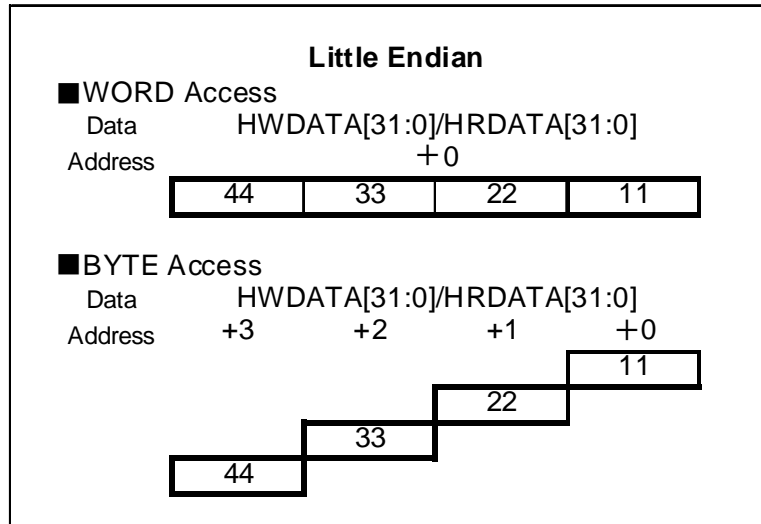 Little Endian
■WORD Access
Data HWDATA[31:0]/HRDATA[31:0]
Address +0
44 33 22 11
■BYTE Access
Data HWDATA[31:0]/HRDATA[31:0]
Address +3 +2 +1 +0
11
22
33
44